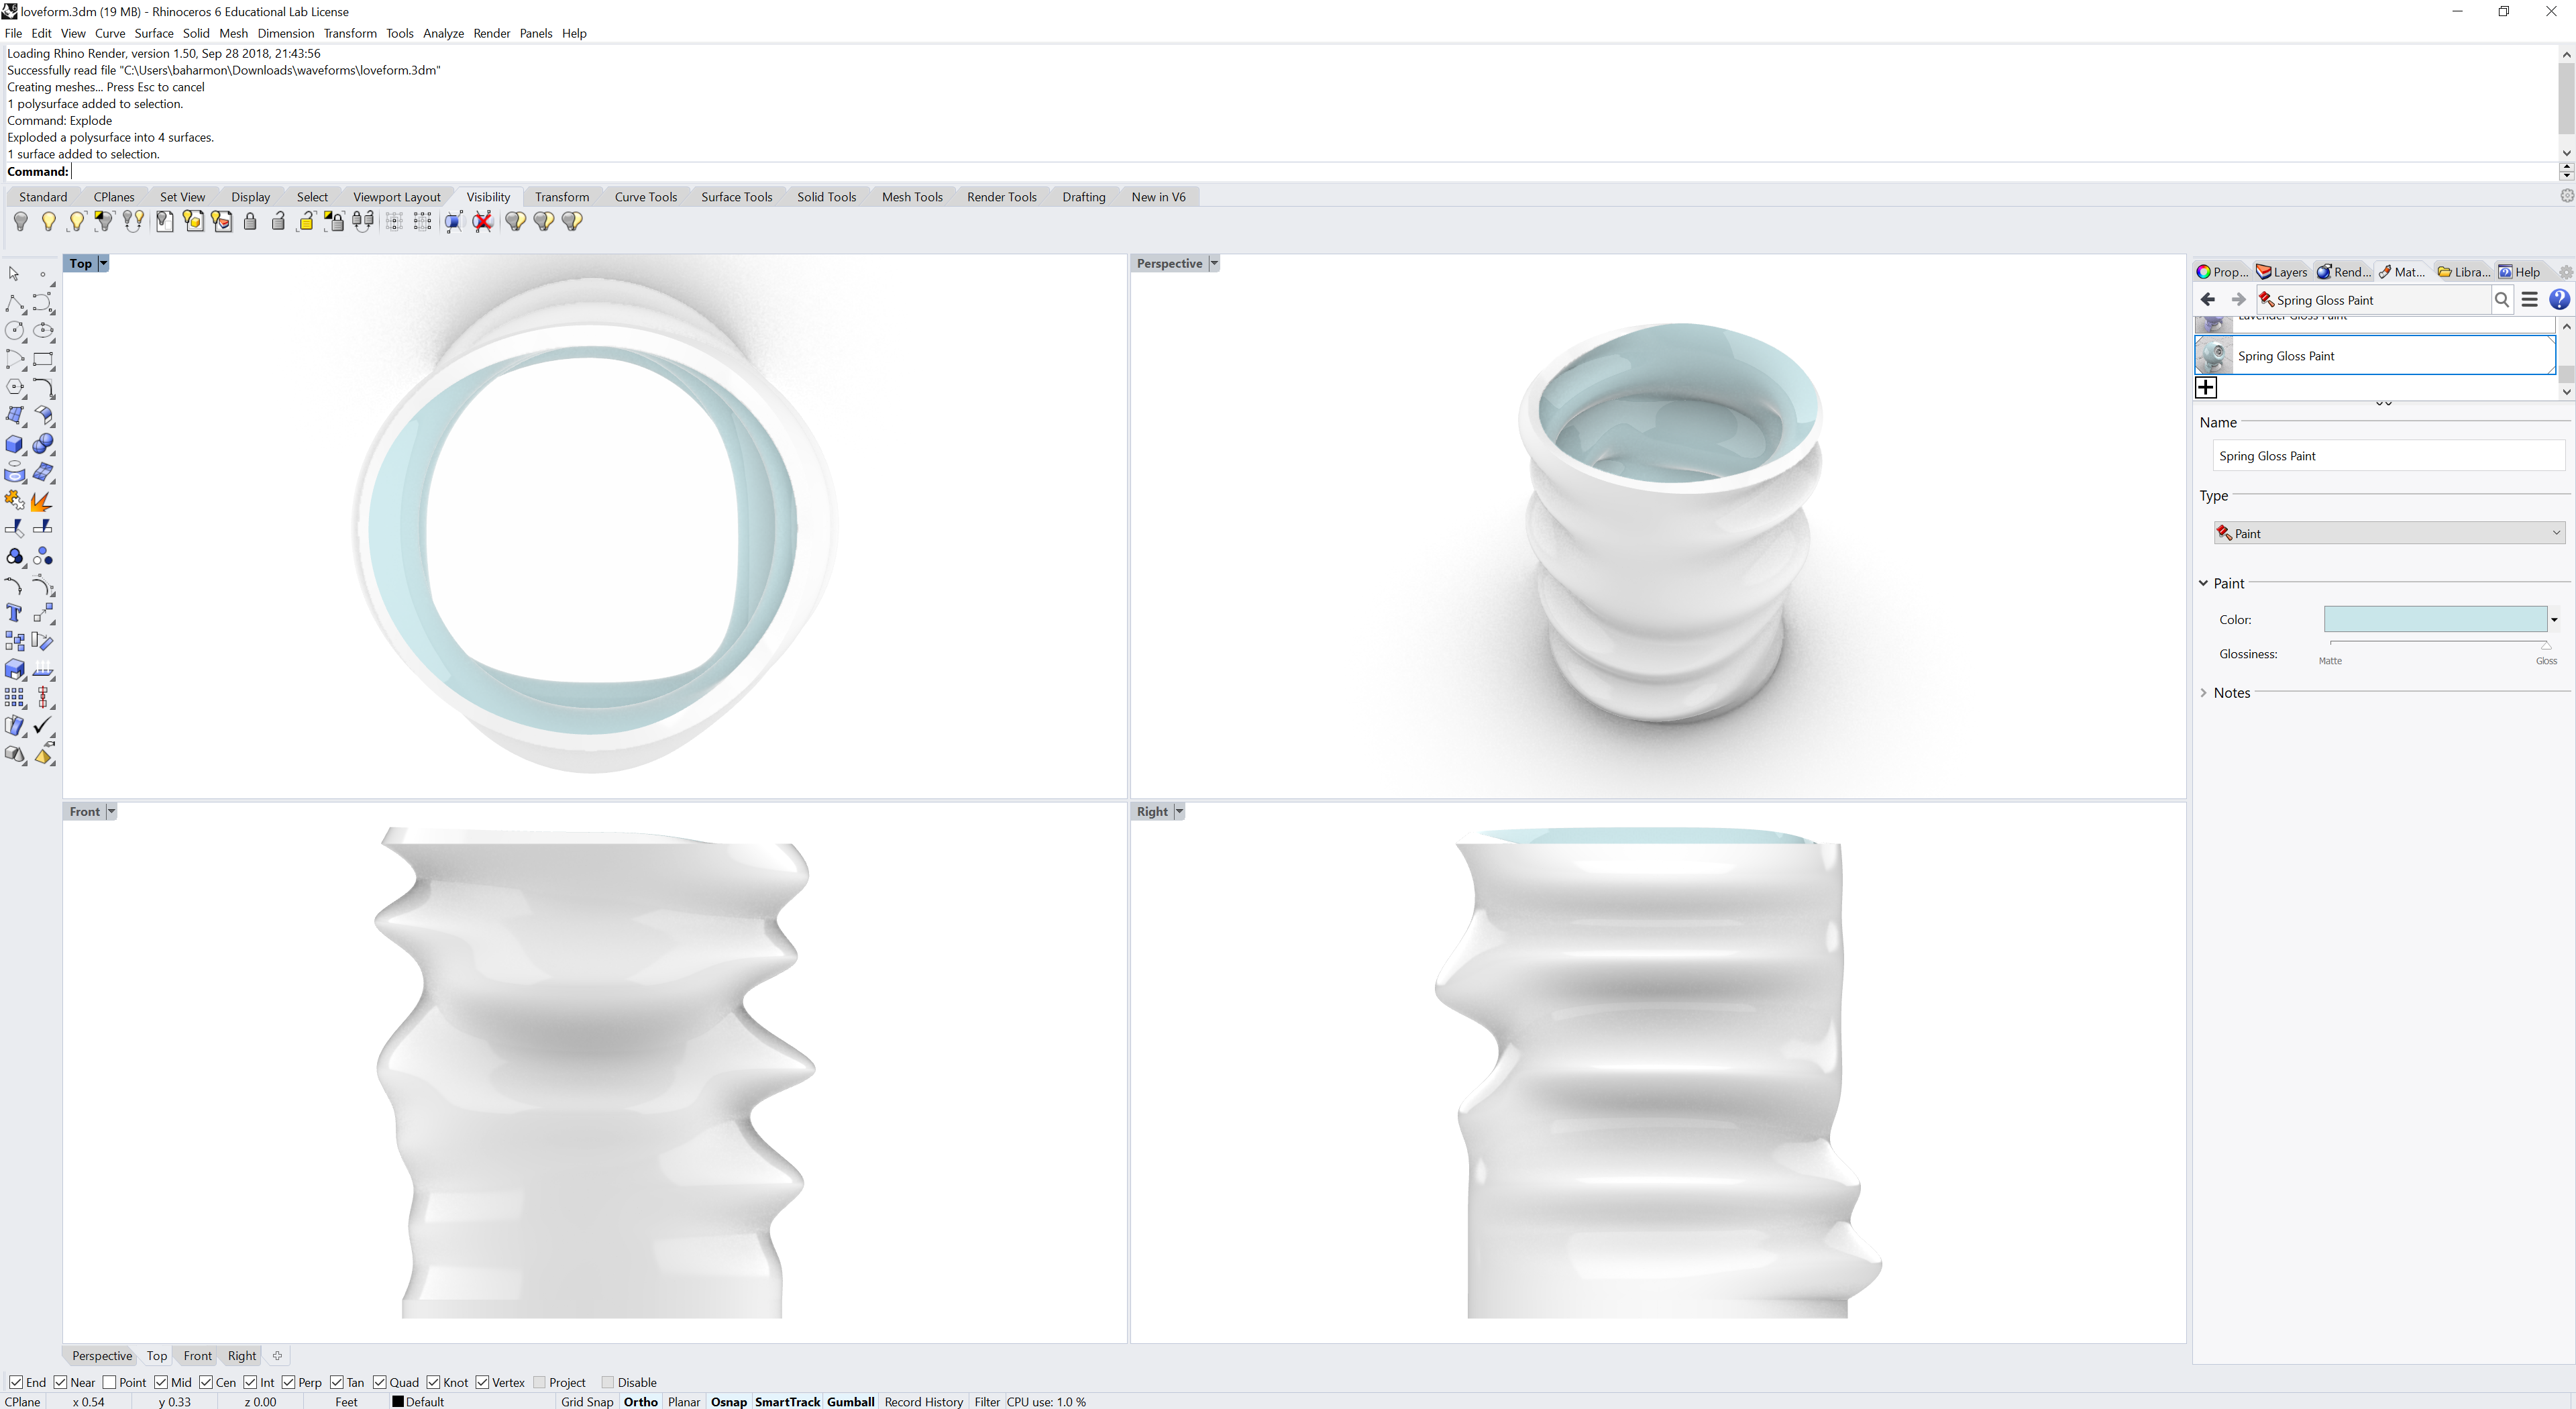 loveform.3dm (19 MB) - Rhinoceros 6 Educational Lab License
File Edit View Curve Surface Solid Mesh Dimension Transform Tools Analyze Render Panels Help
Loading Rhino Render, version 1.50, Sep 28 2018, 21:43:56
Successfully read file "C:\Users\baharmon\Downloads\waveforms\loveform.3dm"
Creating meshes... Press Esc to cancel
1 polysurface added to selection.
Command: Explode
Exploded a polysurface into 4 surfaces.
1 surface added to selection.
Command:
Standard CPlanes Set View Display Select Viewport Layout Visibility Transform Curve Tools Surface Tools Solid Tools Mesh Tools Render Tools Drafting New in V6
Top
Perspective
Front
Right
Prop... Layers Rend... Mat... Libra... Help
Spring Gloss Paint
Lavender Gloss Paint
Spring Gloss Paint
Name
Spring Gloss Paint
Type
Paint
Paint
Color:
Glossiness:
Matte Gloss
Notes
Perspective Top Front Right
End Near Point Mid Cen Int Perp Tan Quad Knot Vertex Project Disable
CPlane x 0.54 y 0.33 z 0.00 Feet Default Grid Snap Ortho Planar Osnap SmartTrack Gumball Record History Filter CPU use: 1.0 %